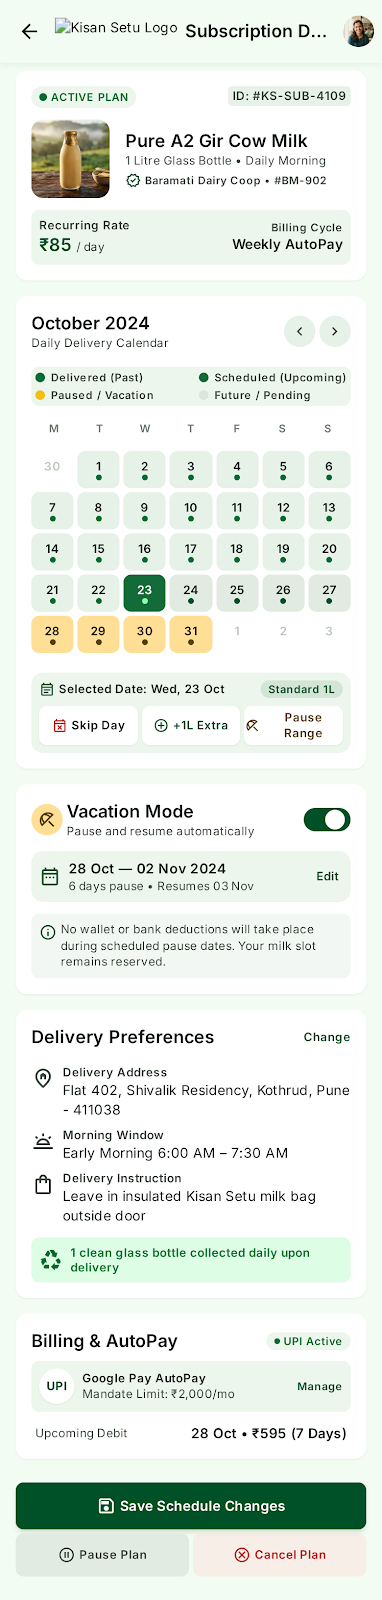 Kisan Setu Logo
Subscription D...
ACTIVE PLAN
ID: #KS-SUB-4109
Pure A2 Gir Cow Milk
1 Litre Glass Bottle • Daily Morning
Baramati Dairy Coop • #BM-902
Recurring Rate
₹85 / day
Billing Cycle
Weekly AutoPay
October 2024
Daily Delivery Calendar
Delivered (Past)
Scheduled (Upcoming)
Paused / Vacation
Future / Pending
M T W T F S S
30 1 2 3 4 5 6
7 8 9 10 11 12 13
14 15 16 17 18 19 20
21 22 23 24 25 26 27
28 29 30 31 1 2 3
Selected Date: Wed, 23 Oct
Standard 1L
Skip Day
+1L Extra
Pause
Range
Vacation Mode
Pause and resume automatically
28 Oct — 02 Nov 2024
6 days pause • Resumes 03 Nov
Edit
No wallet or bank deductions will take place
during scheduled pause dates. Your milk slot
remains reserved.
Delivery Preferences
Change
Delivery Address
Flat 402, Shivalik Residency, Kothrud, Pune
- 411038
Morning Window
Early Morning 6:00 AM – 7:30 AM
Delivery Instruction
Leave in insulated Kisan Setu milk bag
outside door
1 clean glass bottle collected daily upon
delivery
Billing & AutoPay
UPI Active
UPI
Google Pay AutoPay
Mandate Limit: ₹2,000/mo
Manage
Upcoming Debit
28 Oct • ₹595 (7 Days)
Save Schedule Changes
Pause Plan
Cancel Plan